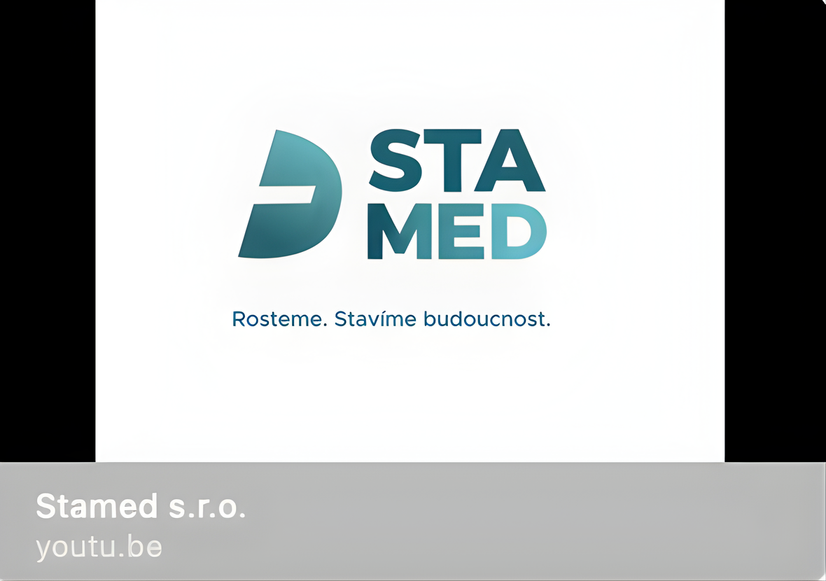 STA
MED
Rosteme. Stavíme budoucnost.
Stamed s.r.o.
youtu.be